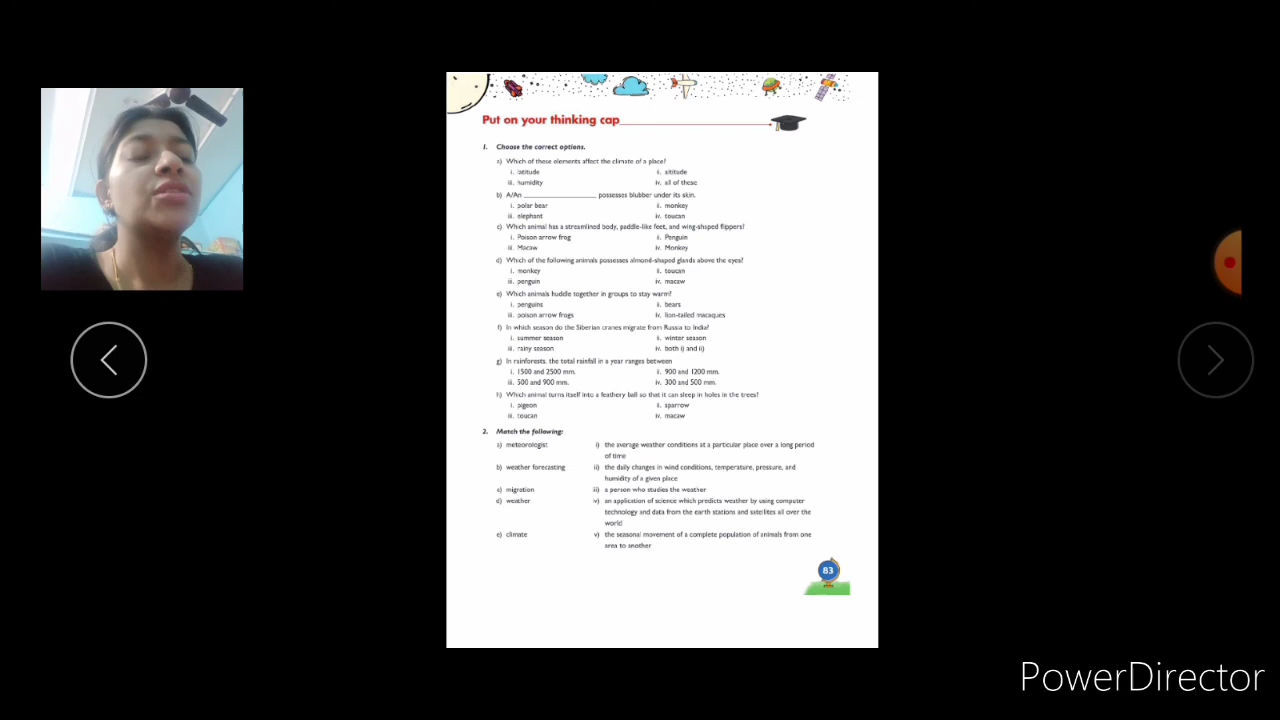 Put on your thinking cap
1. Choose the correct options.
a) Which of these elements affect the climate of a place?
i. latitude ii. altitude
iii. humidity iv. all of these
b) A/An ____________ possesses blubber under its skin.
i. polar bear ii. monkey
iii. elephant iv. toucan
c) Which animal has a streamlined body, paddle-like feet, and wing-shaped flippers?
i. Poison arrow frog ii. Penguin
iii. Macaw iv. Monkey
d) Which of the following animals possesses almond-shaped glands above the eyes?
i. monkey ii. toucan
iii. penguin iv. macaw
e) Which animals huddle together in groups to stay warm?
i. penguins ii. bears
iii. poison arrow frogs iv. lion-tailed macaques
f) In which season do the Siberian cranes migrate from Russia to India?
i. summer season ii. winter season
iii. rainy season iv. both i) and ii)
g) In rainforests, the total rainfall in a year ranges between
i. 1500 and 2500 mm. ii. 900 and 1200 mm.
iii. 500 and 900 mm. iv. 300 and 500 mm.
h) Which animal turns itself into a feathery ball so that it can sleep in holes in the trees?
i. pigeon ii. sparrow
iii. toucan iv. macaw
2. Match the following:
a) meteorologist i) the average weather conditions at a particular place over a long period
of time
b) weather forecasting ii) the daily changes in wind conditions, temperature, pressure, and
humidity of a given place
c) migration iii) a person who studies the weather
d) weather iv) an application of science which predicts weather by using computer
technology and data from the earth stations and satellites all over the
world
e) climate v) the seasonal movement of a complete population of animals from one
area to another
83
PowerDirector